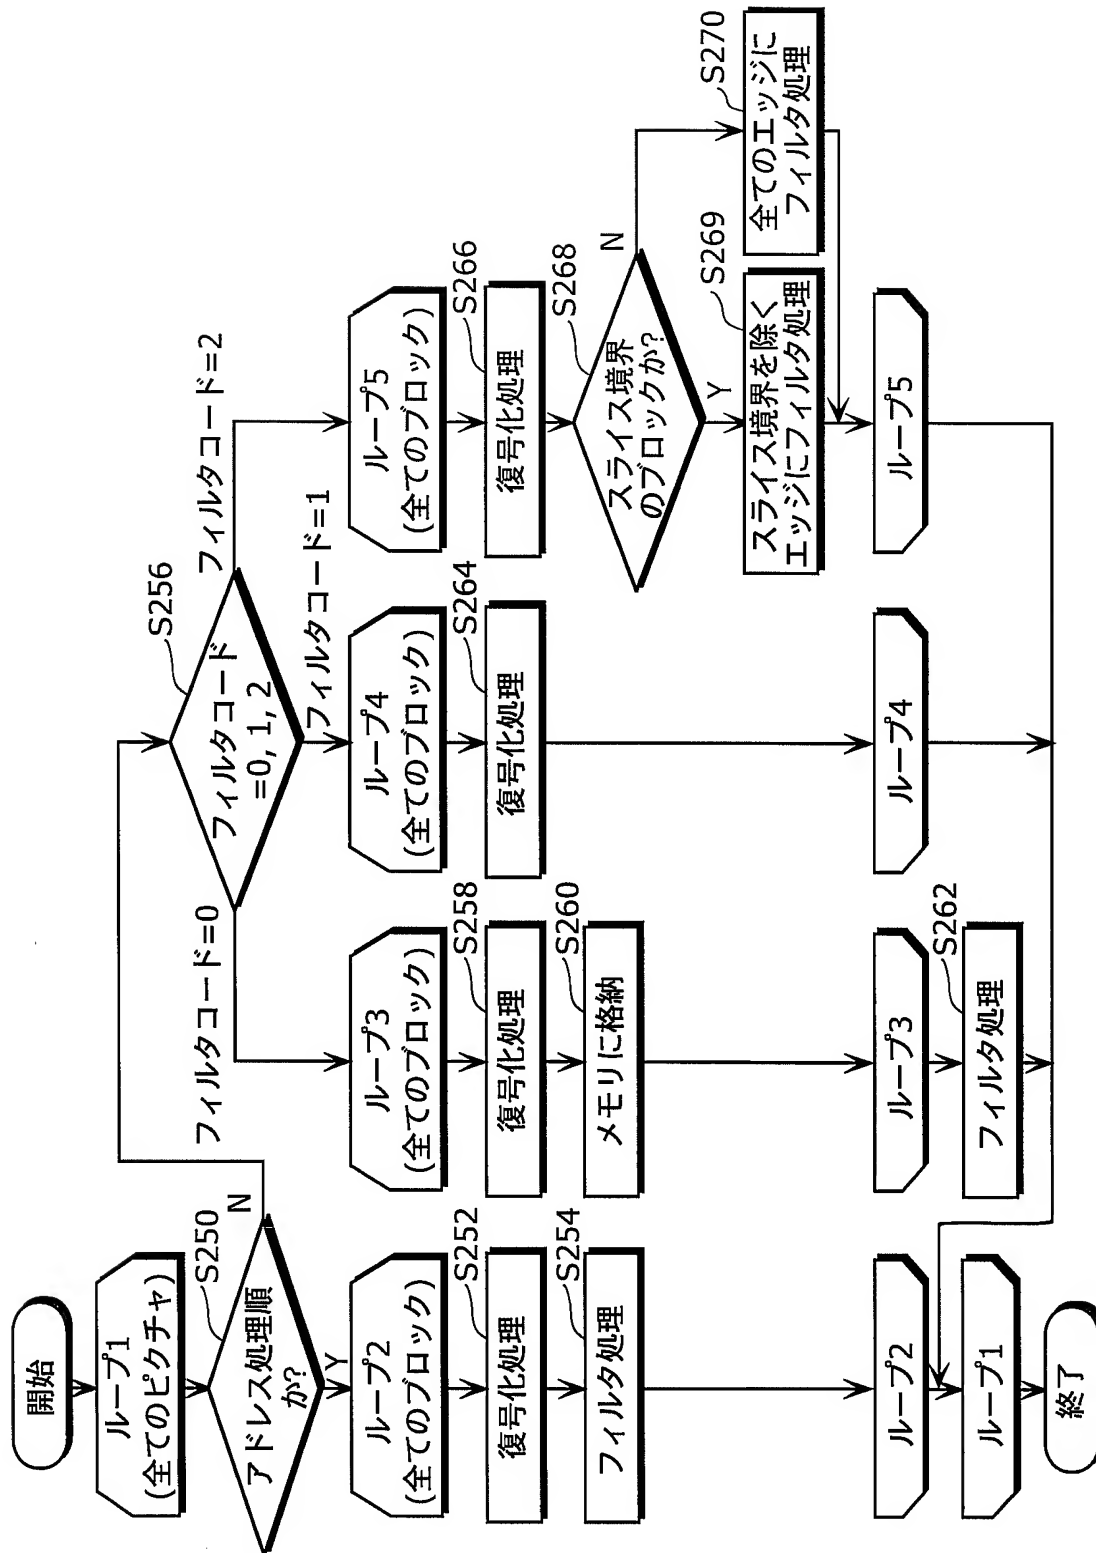 開始
ループ1
(全てのピクチャ)
S250
アドレス処理順
か?
N
Y
ループ2
(全てのブロック)
S252
復号化処理
S254
フィルタ処理
ループ2
ループ1
終了
S256
フィルタコード
=0, 1, 2
フィルタコード=0
フィルタコード=1
フィルタコード=2
ループ3
(全てのブロック)
S258
復号化処理
S260
メモリに格納
ループ3
S262
フィルタ処理
ループ4
(全てのブロック)
S264
復号化処理
ループ4
ループ5
(全てのブロック)
S266
復号化処理
S268
スライス境界
のブロックか?
N
Y
S269
スライス境界を除く
エッジにフィルタ処理
S270
全てのエッジに
フィルタ処理
ループ5